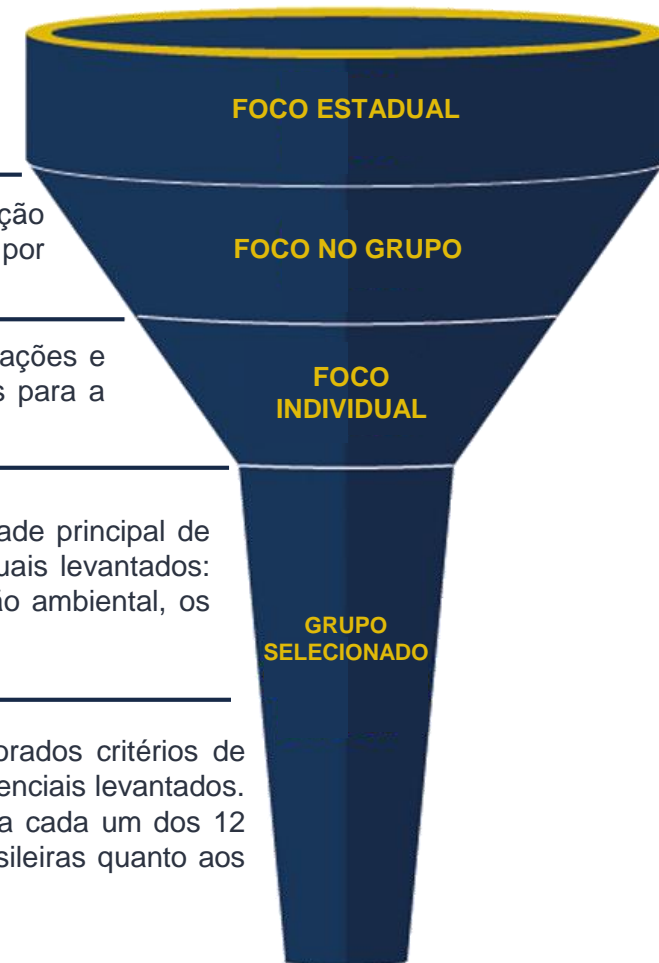 FOCO ESTADUAL
ção
por
FOCO NO GRUPO
ações e
s para a
FOCO
INDIVIDUAL
ade principal de
uais levantados:
ão ambiental, os
GRUPO
SELECIONADO
orados critérios de
enciais levantados.
a cada um dos 12
sileiras quanto aos